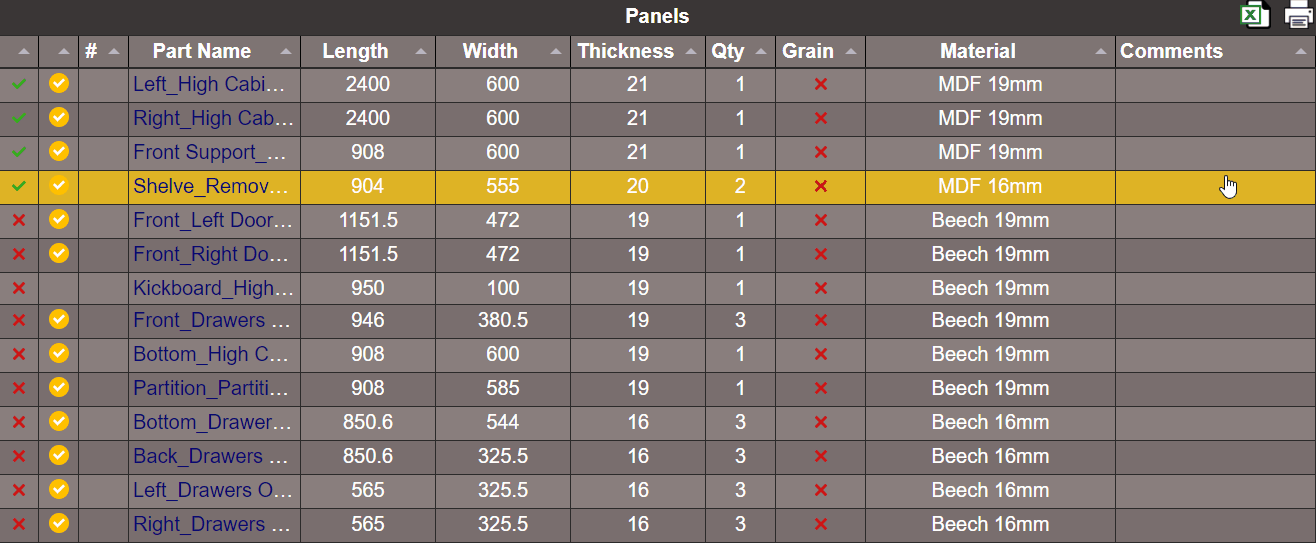 Panels
# Part Name Length Width Thickness Qty Grain Material Comments
Left_High Cabi... 2400 600 21 1 MDF 19mm
Right_High Cab... 2400 600 21 1 MDF 19mm
Front Support_... 908 600 21 1 MDF 19mm
Shelve_Remov... 904 555 20 2 MDF 16mm
Front_Left Door... 1151.5 472 19 1 Beech 19mm
Front_Right Do... 1151.5 472 19 1 Beech 19mm
Kickboard_High... 950 100 19 1 Beech 19mm
Front_Drawers ... 946 380.5 19 3 Beech 19mm
Bottom_High C... 908 600 19 1 Beech 19mm
Partition_Partiti... 908 585 19 1 Beech 19mm
Bottom_Drawer... 850.6 544 16 3 Beech 16mm
Back_Drawers ... 850.6 325.5 16 3 Beech 16mm
Left_Drawers O... 565 325.5 16 3 Beech 16mm
Right_Drawers ... 565 325.5 16 3 Beech 16mm